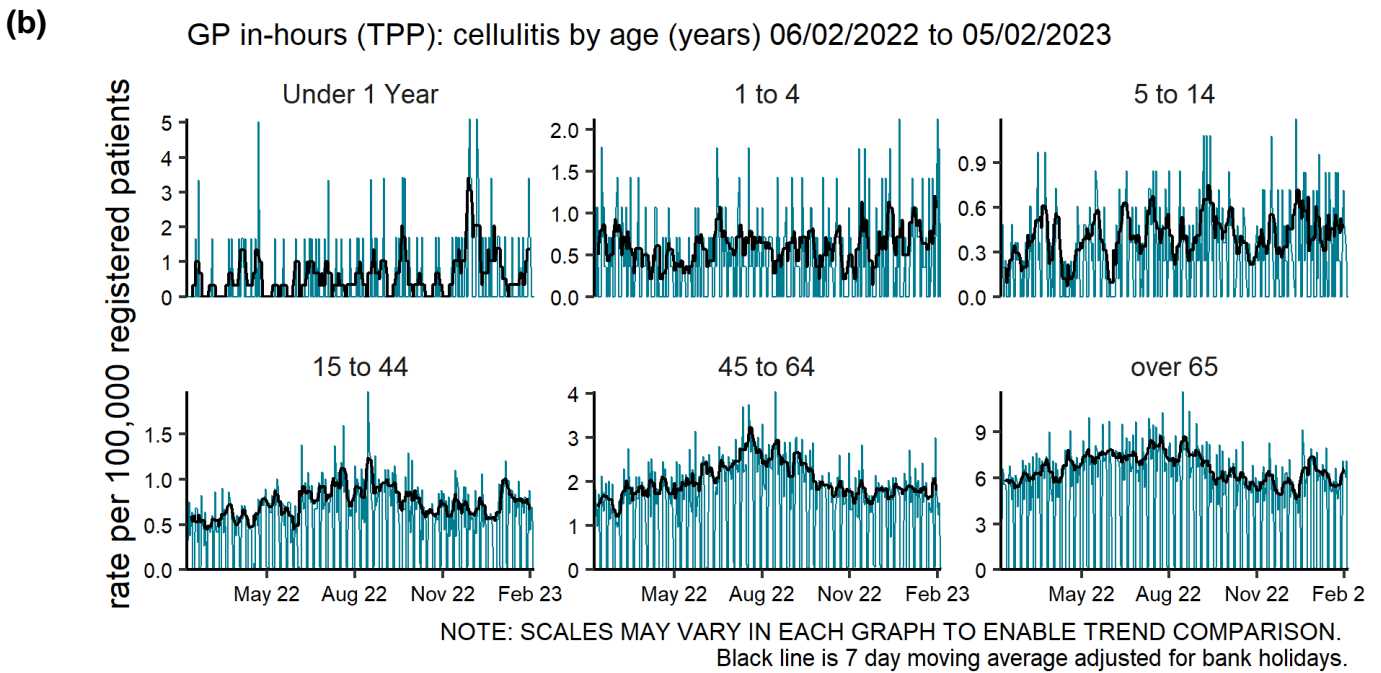 (b)
GP in-hours (TPP): cellulitis by age (years) 06/02/2022 to 05/02/2023
rate per 100,000 registered patients
Under 1 Year
1 to 4
5 to 14
5
4
3
2
1
0
2.0
1.5
1.0
0.5
0.0
0.9
0.6
0.3
0.0
15 to 44
45 to 64
over 65
1.5
1.0
0.5
0.0
4
3
2
1
0
9
6
3
0
May 22 Aug 22 Nov 22 Feb 23
May 22 Aug 22 Nov 22 Feb 23
May 22 Aug 22 Nov 22 Feb 2
NOTE: SCALES MAY VARY IN EACH GRAPH TO ENABLE TREND COMPARISON.
Black line is 7 day moving average adjusted for bank holidays.